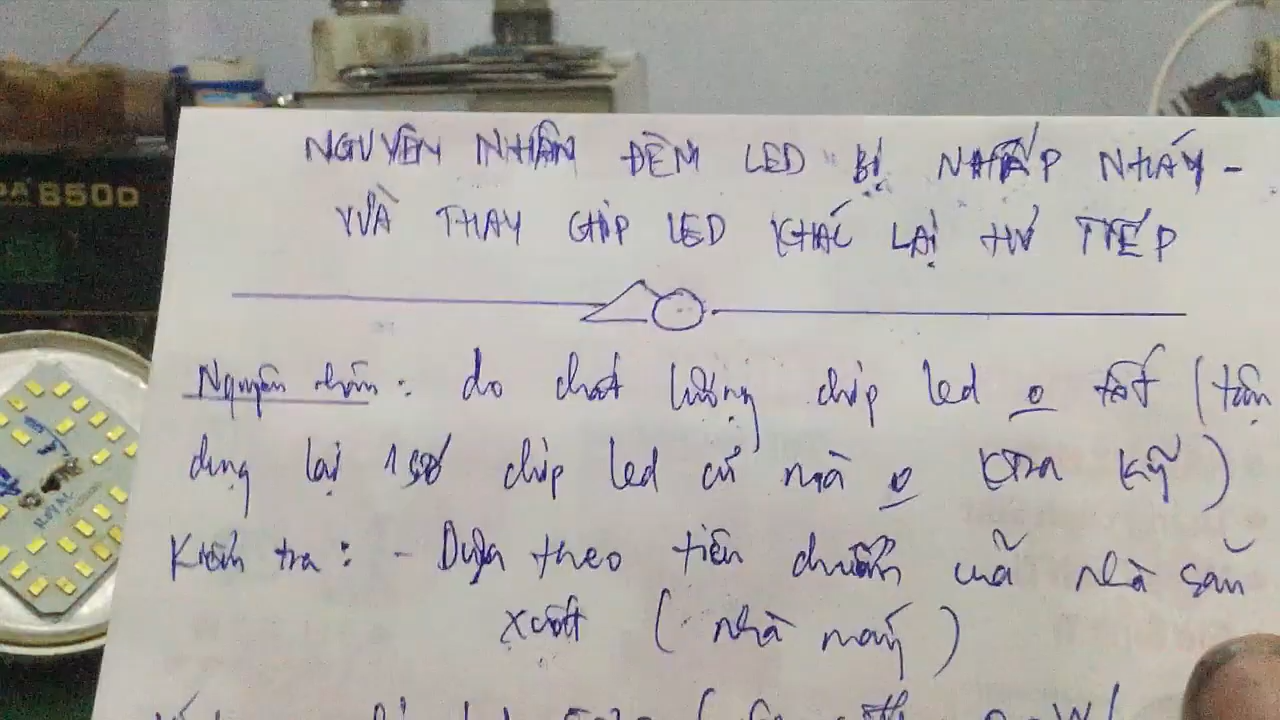 NGUYÊN NHÂN ĐÈN LED BỊ NHẤP NHÁY -
VỪA THAY CHIP LED KHÁC LẠI HƯ TIẾP
Nguyên nhân: do chất lượng chip led o tốt (tận
dụng lại 1 số chip led cũ mà o ktra kỹ)
Kiểm tra: - Dựa theo tiêu chuẩn của nhà sản
xuất (nhà máy)
850D